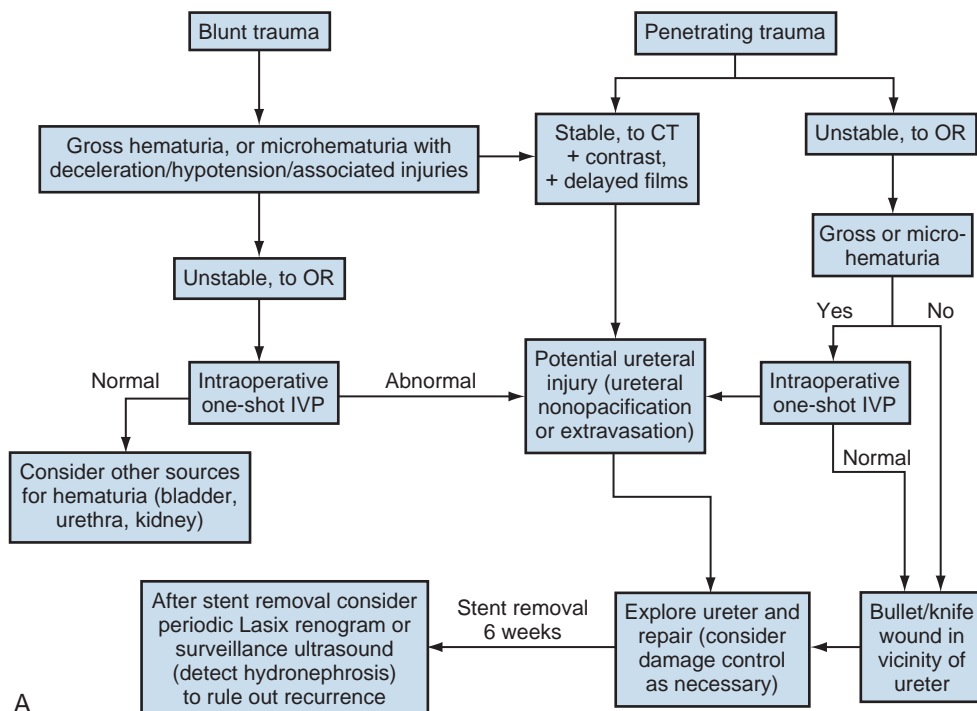 Blunt trauma
Penetrating trauma
Gross hematuria, or microhematuria with
deceleration/hypotension/associated injuries
Stable, to CT
+ contrast,
+ delayed films
Unstable, to OR
Gross or micro-
hematuria
Unstable, to OR
Yes
No
Normal
Intraoperative
one-shot IVP
Abnormal
Potential ureteral
injury (ureteral
nonopacification
or extravasation)
Intraoperative
one-shot IVP
Normal
Consider other sources
for hematuria (bladder,
urethra, kidney)
After stent removal consider
periodic Lasix renogram or
surveillance ultrasound
(detect hydronephrosis)
to rule out recurrence
Stent removal
6 weeks
Explore ureter and
repair (consider
damage control
as necessary)
Bullet/knife
wound in
vicinity of
ureter
A